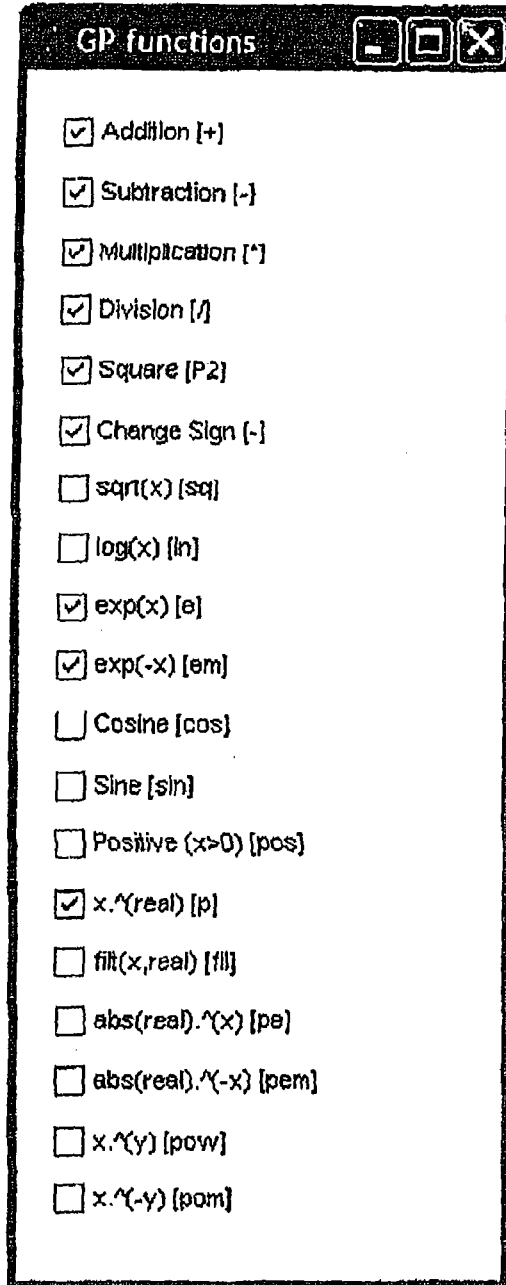 GP functions
Addition [+]
Subtraction [-]
Multiplication [*]
Division [/]
Square [P2]
Change Sign [-]
sqrt(x) [sq]
log(x) [ln]
exp(x) [e]
exp(-x) [em]
Cosine [cos]
Sine [sin]
Positive (x>0) [pos]
x.^(real) [p]
filt(x,real) [fil]
abs(real).^(x) [pe]
abs(real).^(-x) [pem]
x.^(y) [pow]
x.^(-y) [pom]